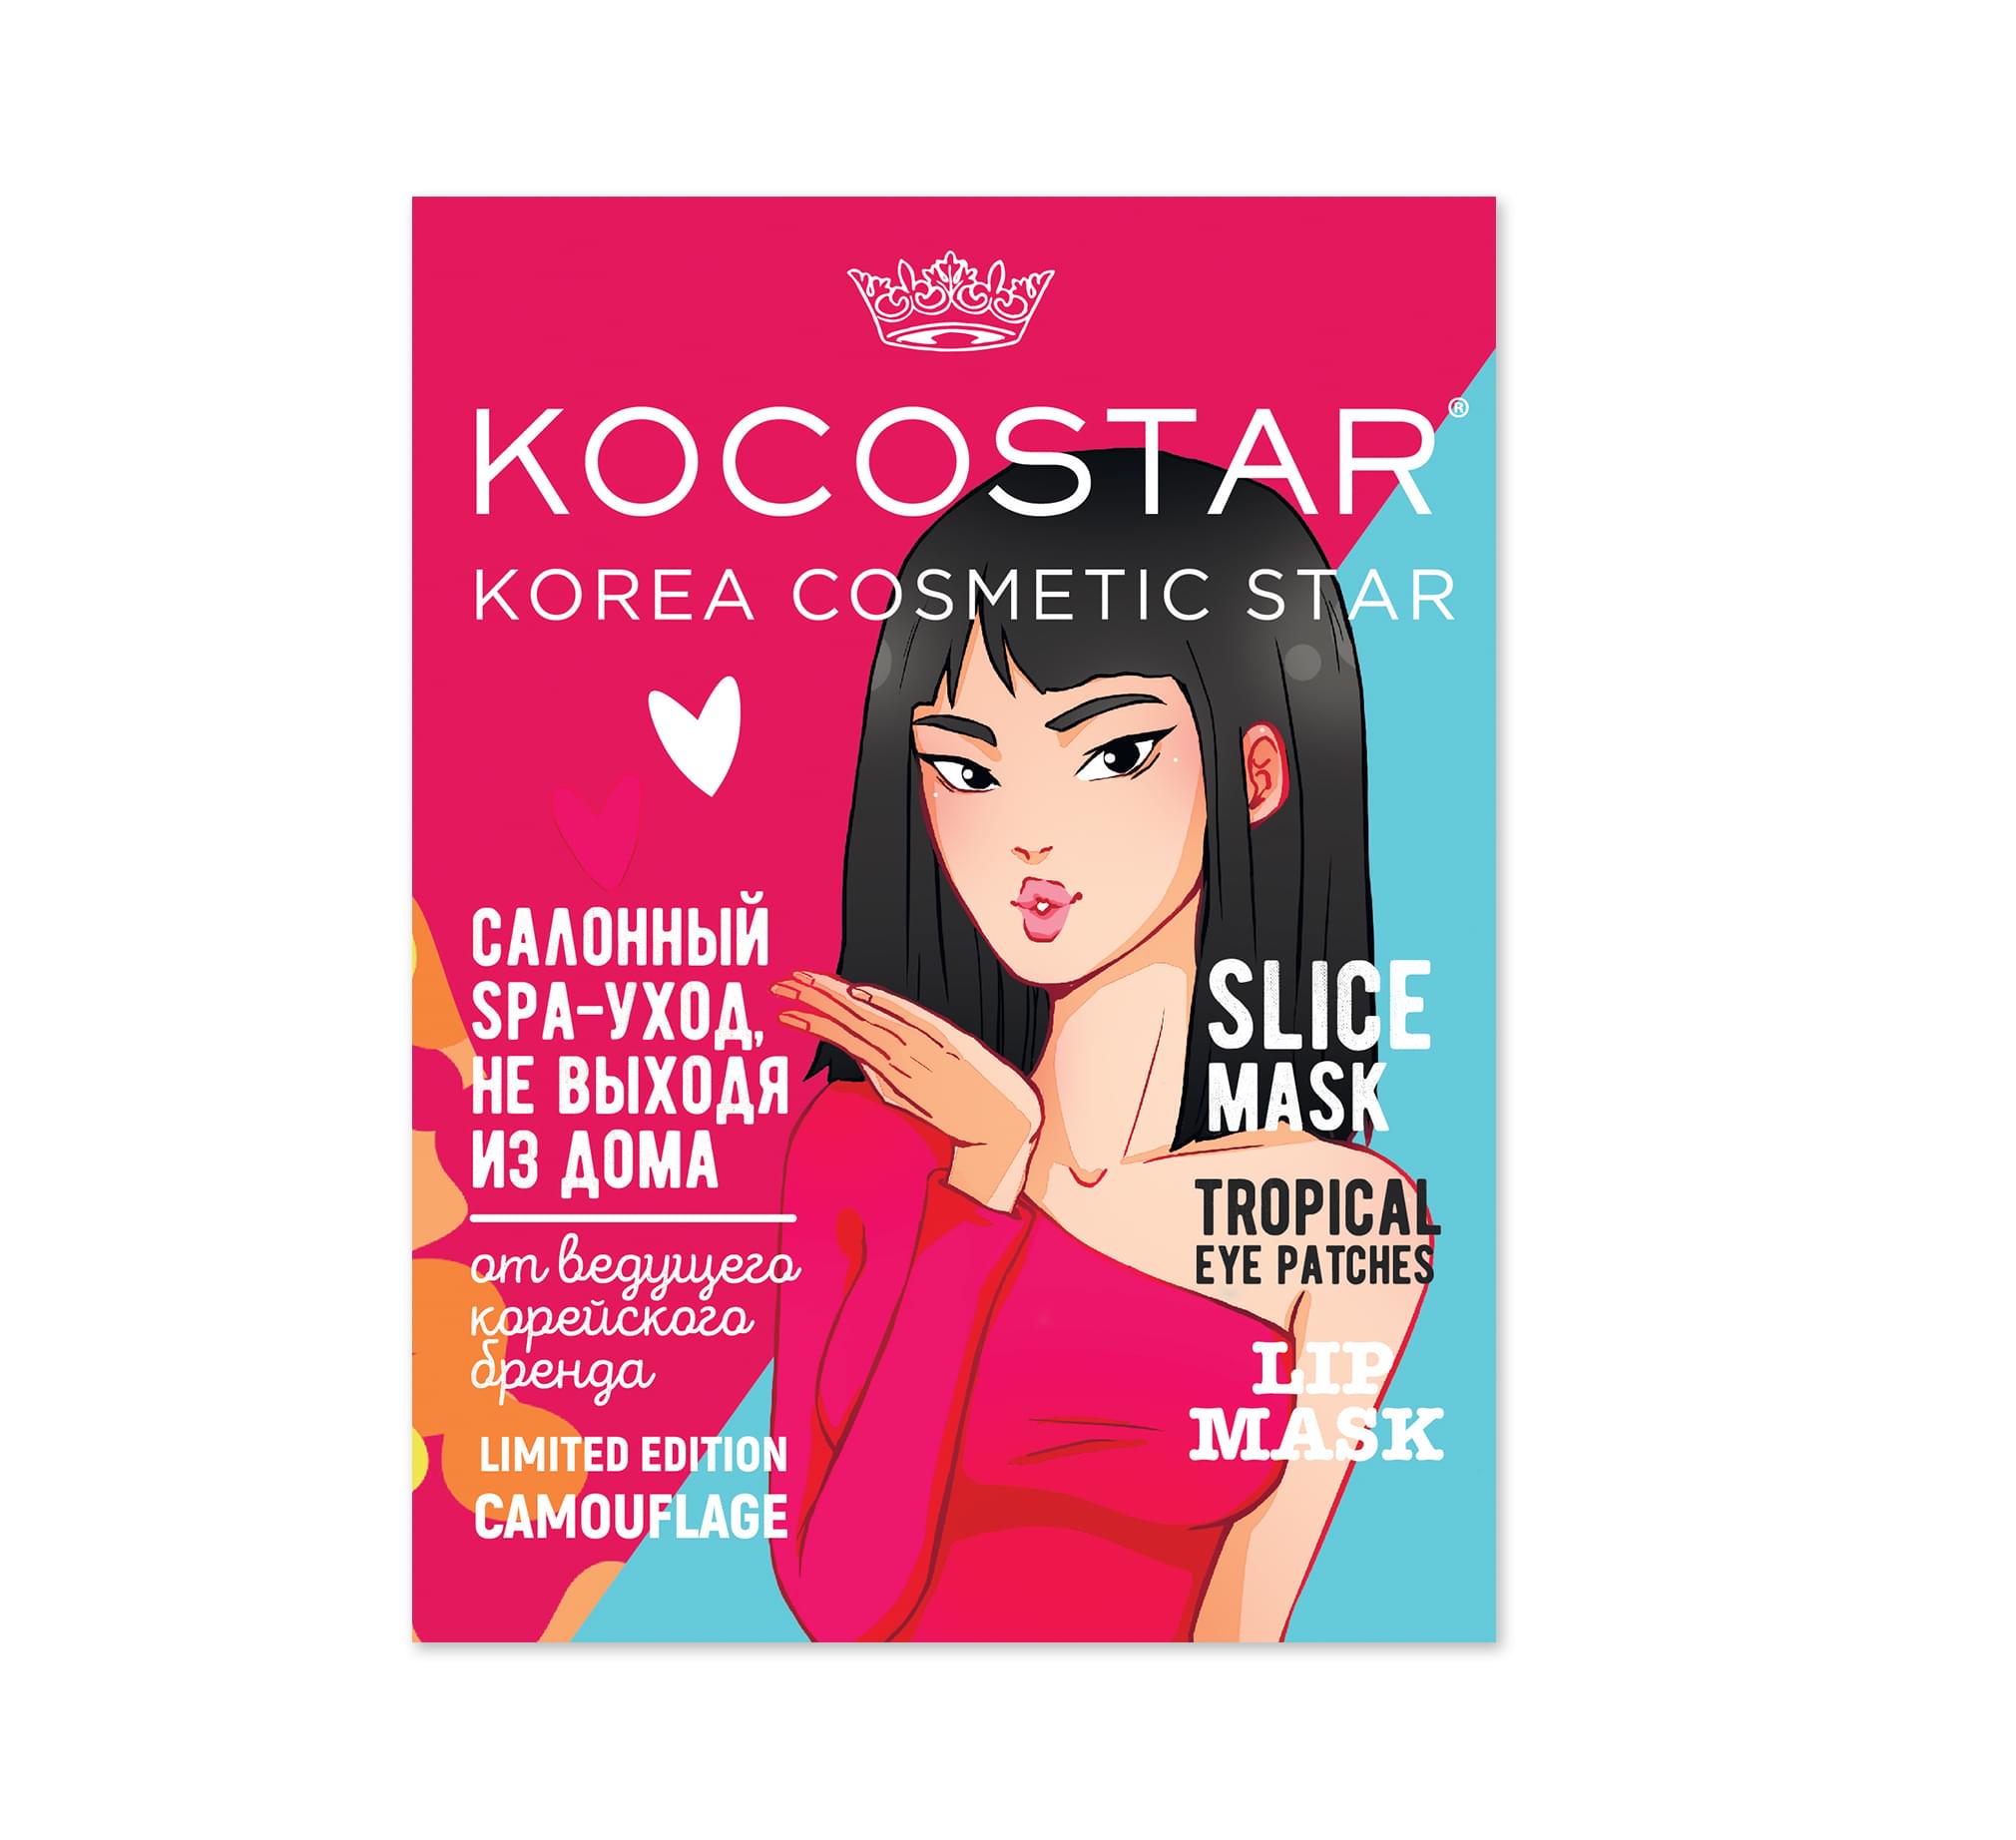 KOCOSTAR®
KOREA COSMETIC STAR
САЛОННЫЙ
SPA-УХОД,
НЕ ВЫХОДЯ
ИЗ ДОМА
от ведущего
корейского
бренда
LIMITED EDITION
CAMOUFLAGE
SLICE
MASK
TROPICAL
EYE PATCHES
LIP
MASK